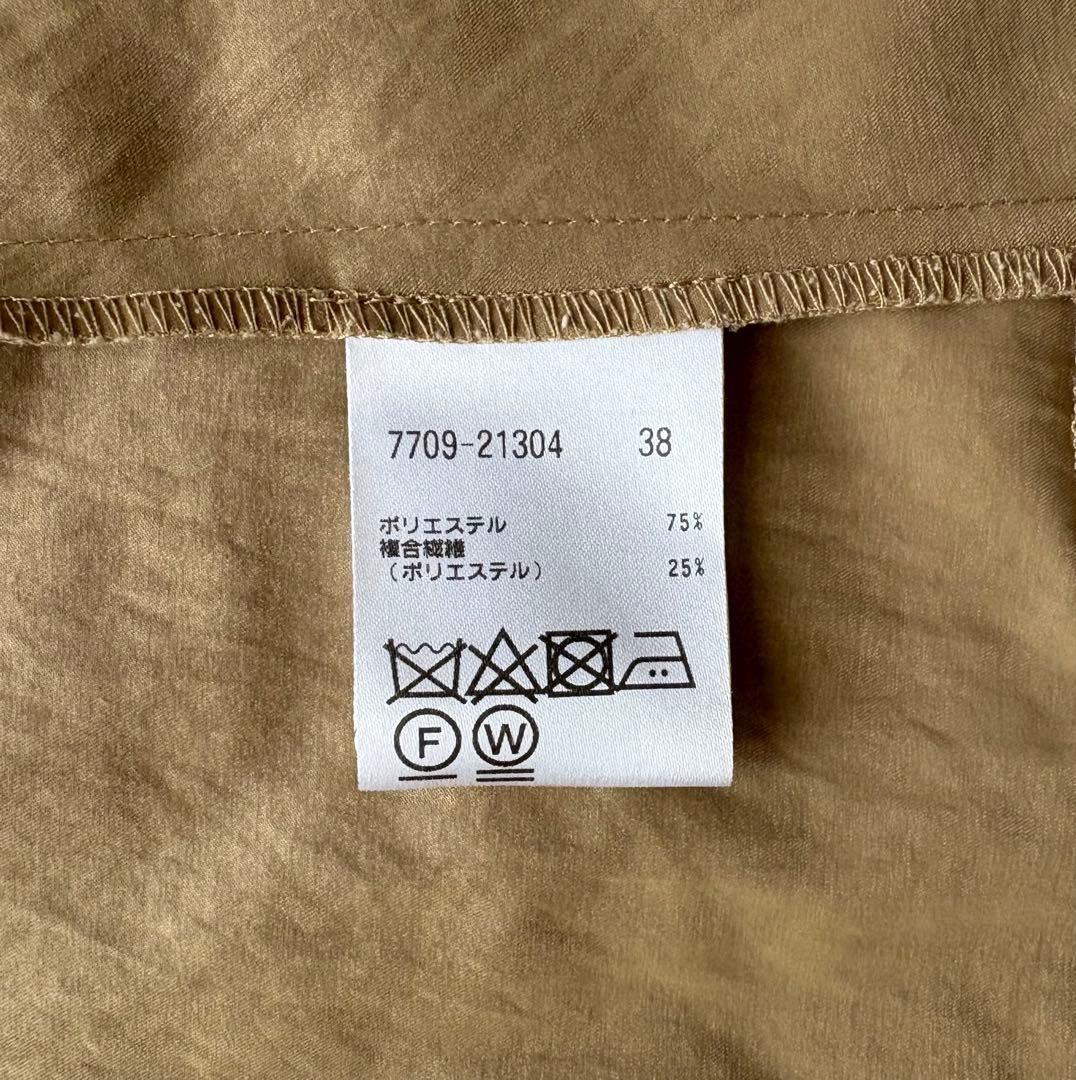 7709-21304 38
ポリエステル 75%
複合繊維
(ポリエステル) 25%
F W